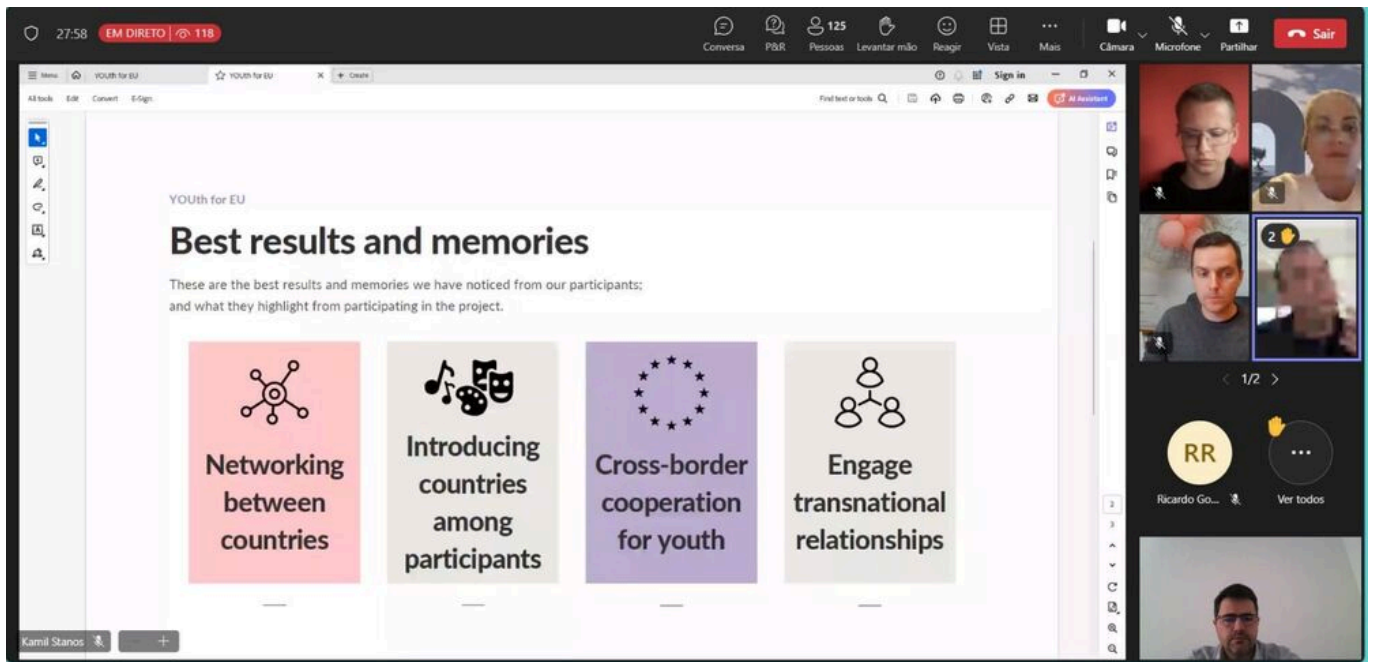 27:58 EM DIRETO 118
Conversa P&R 125 Pessoas Levantar mão Reagir Vista Mais Câmara Microfone Partilhar Sair
Menu YOUth for EU YOUth for EU + Create Sign in
All tools Edit Convert E-Sign Find text or tools AI Assistant
YOUth for EU
Best results and memories
These are the best results and memories we have noticed from our participants;
and what they highlight from participating in the project.
Networking
between
countries
Introducing
countries
among
participants
Cross-border
cooperation
for youth
Engage
transnational
relationships
2
3
Kamil Stanos
2
1/2
RR
Ricardo Go...
Ver todos